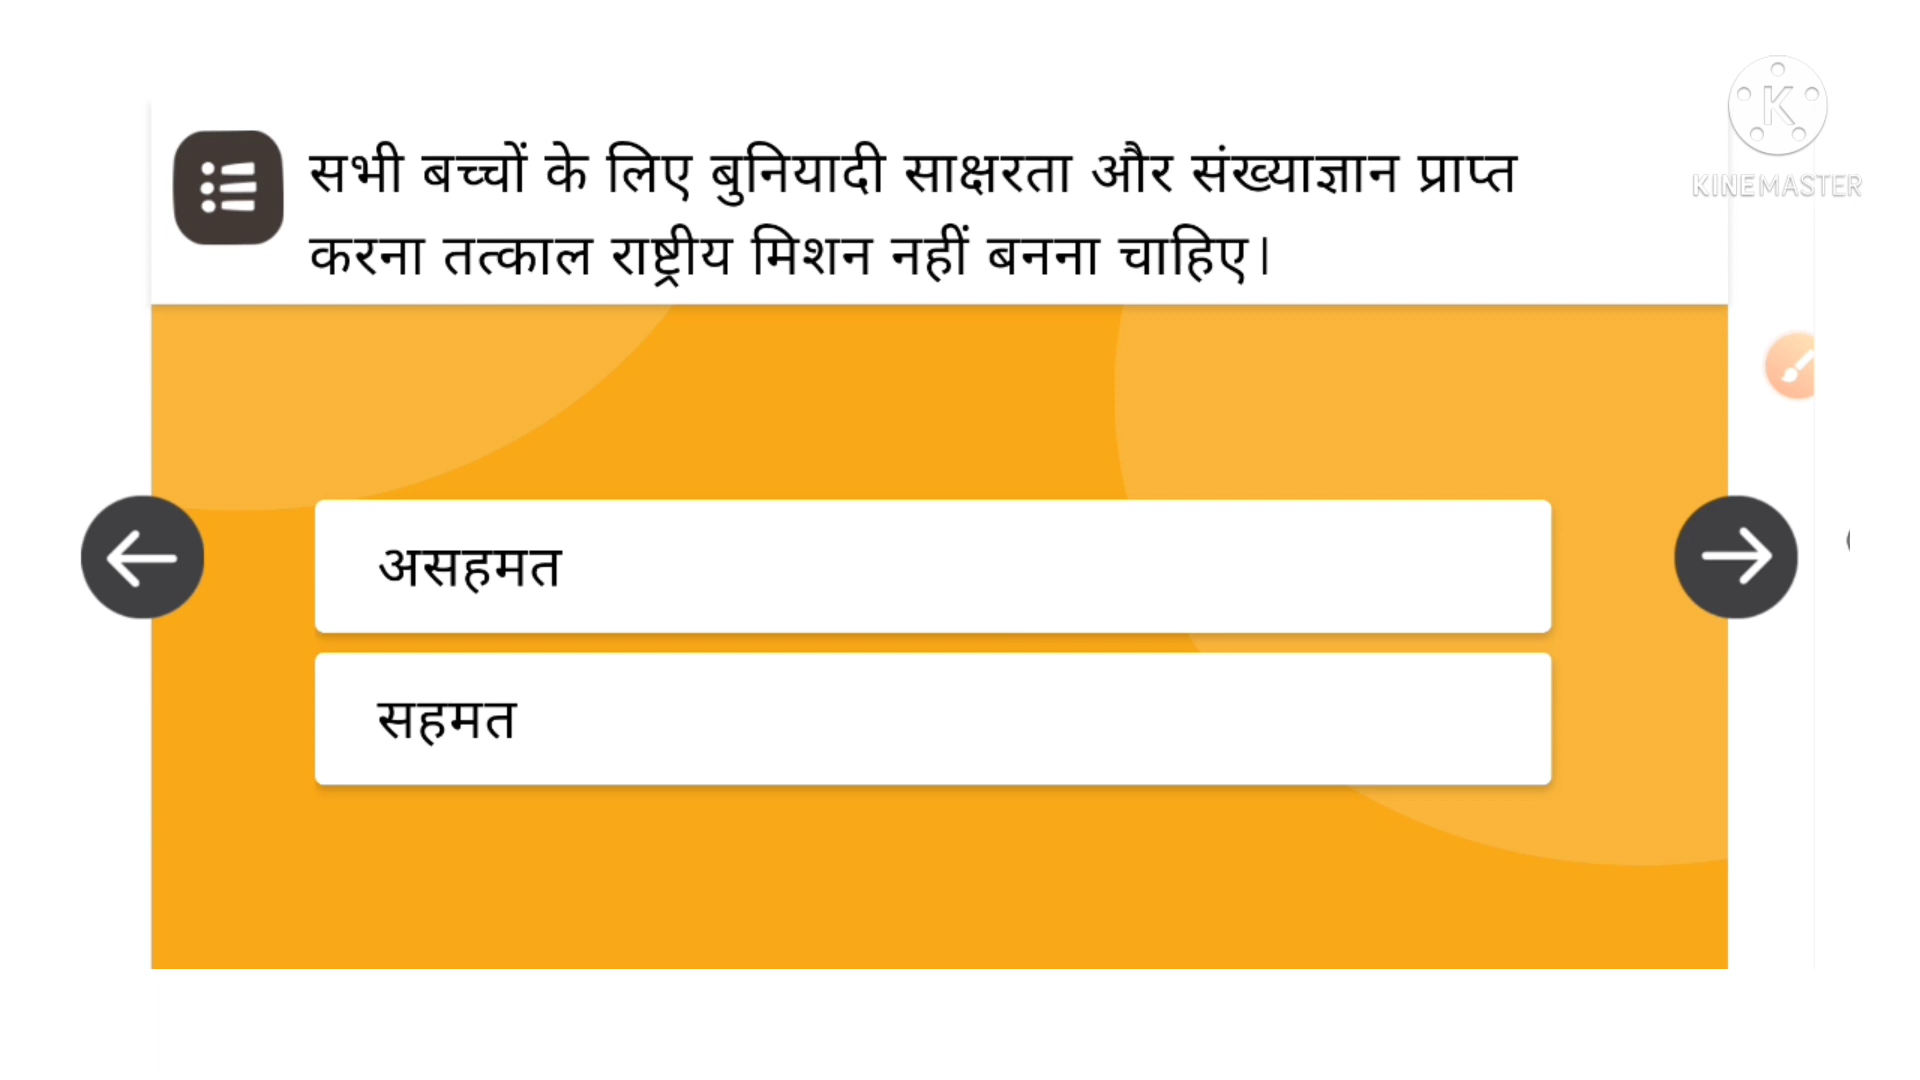 सभी बच्चों के लिए बुनियादी साक्षरता और संख्याज्ञान प्राप्त
करना तत्काल राष्ट्रीय मिशन नहीं बनना चाहिए।
K
KINEMASTER
असहमत
सहमत